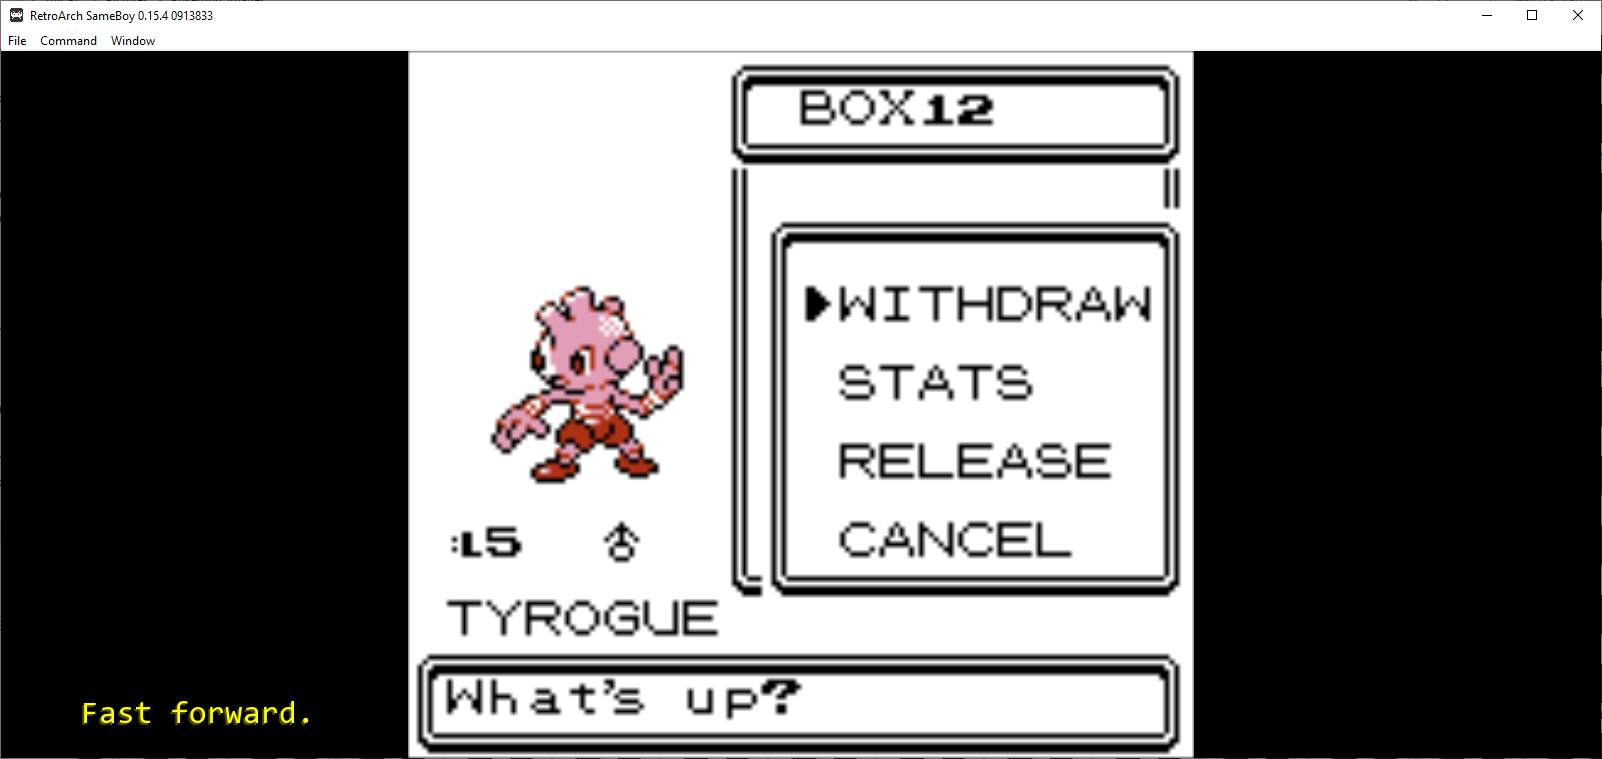 RetroArch SameBoy 0.15.4 0913833
File Command Window
BOX12
▶WITHDRAW
STATS
RELEASE
CANCEL
:L5 ♂
TYROGUE
What's up?
Fast forward.